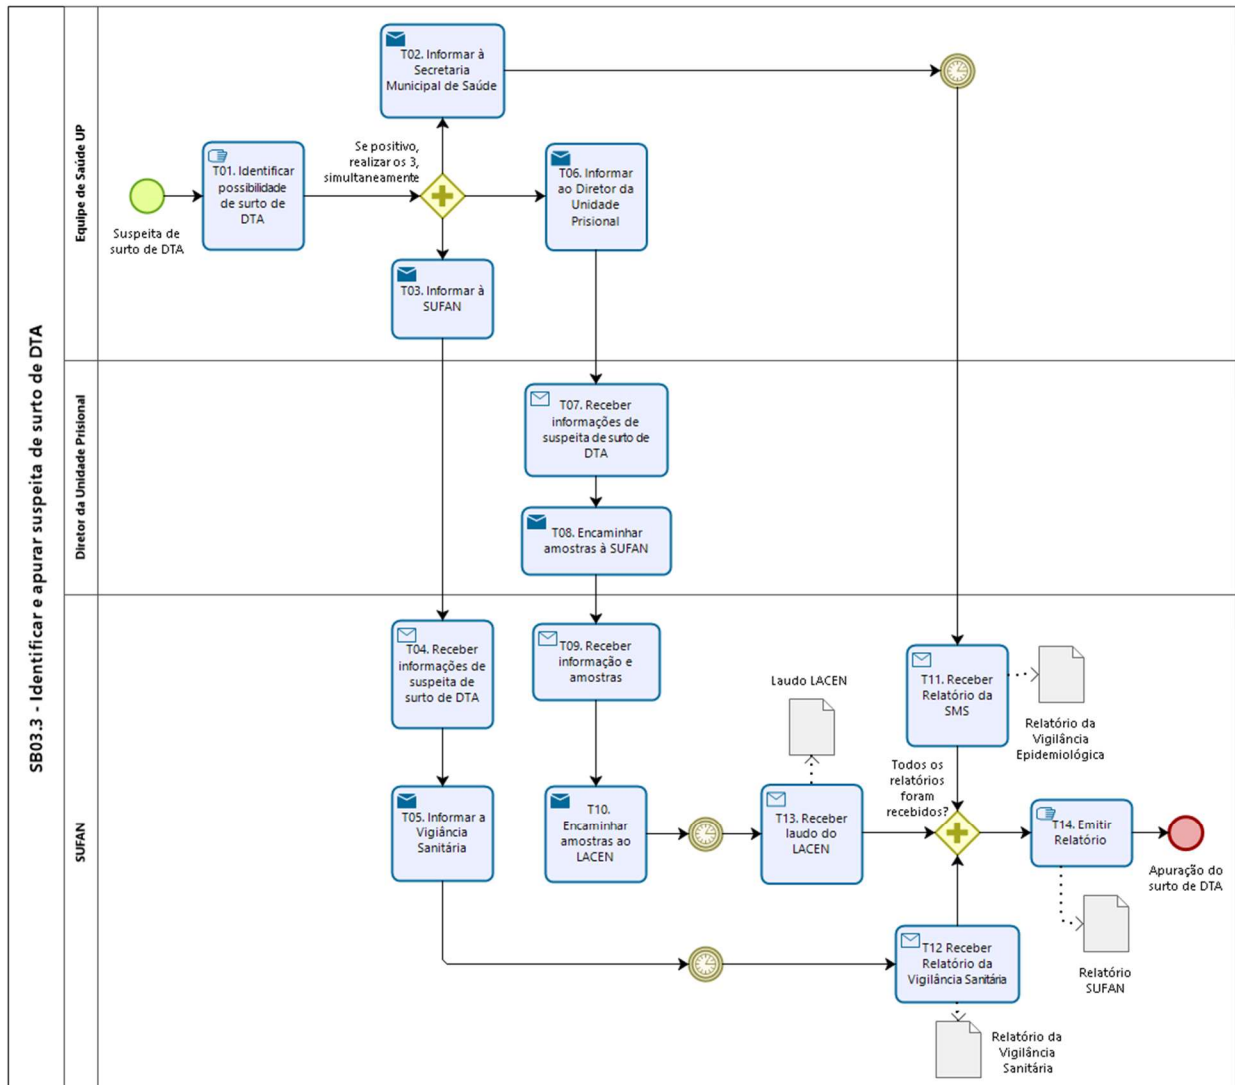 SB03.3 - Identificar e apurar suspeita de surto de DTA
Equipe de Saúde UP
Suspeita de
surto de DTA
T01. Identificar
possibilidade
de surto de
DTA
Se positivo,
realizar os 3,
simultaneamente
T02. Informar à
Secretaria
Municipal de Saúde
T03. Informar à
SUFAN
T06. Informar
ao Diretor da
Unidade
Prisional
Diretor da Unidade Prisional
T07. Receber
informações de
suspeita de surto de
DTA
T08. Encaminhar
amostras à SUFAN
SUFAN
T04. Receber
informações de
suspeita de
surto de DTA
T05. Informar a
Vigiância
Sanitária
T09. Receber
informação e
amostras
T10.
Encaminhar
amostras ao
LACEN
Laudo LACEN
T13. Receber
laudo do
LACEN
T11. Receber
Relatório da
SMS
Relatório da
Vigilância
Epidemiológica
Todos os
relatórios
foram
recebidos?
T14. Emitir
Relatório
Apuração do
surto de DTA
T12 Receber
Relatório da
Vigilância Sanitária
Relatório
SUFAN
Relatório da
Vigilância
Sanitária